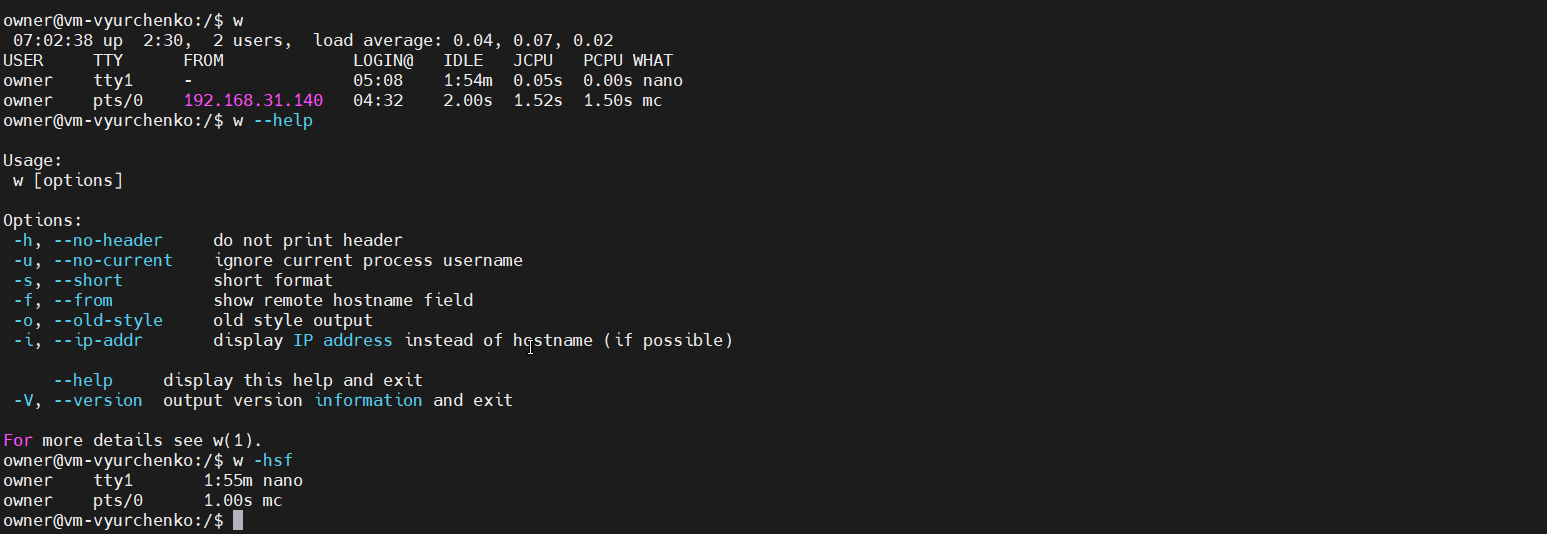 owner@vm-vyurchenko:/$ w
 07:02:38 up  2:30,  2 users,  load average: 0.04, 0.07, 0.02
USER     TTY      FROM             LOGIN@   IDLE   JCPU   PCPU WHAT
owner    tty1     -                05:08    1:54m  0.05s  0.00s nano
owner    pts/0    192.168.31.140   04:32    2.00s  1.52s  1.50s mc
owner@vm-vyurchenko:/$ w --help

Usage:
 w [options]

Options:
 -h, --no-header     do not print header
 -u, --no-current    ignore current process username
 -s, --short         short format
 -f, --from          show remote hostname field
 -o, --old-style     old style output
 -i, --ip-addr       display IP address instead of hostname (if possible)

     --help     display this help and exit
 -V, --version  output version information and exit

For more details see w(1).
owner@vm-vyurchenko:/$ w -hsf
owner    tty1       1:55m nano
owner    pts/0      1.00s mc
owner@vm-vyurchenko:/$